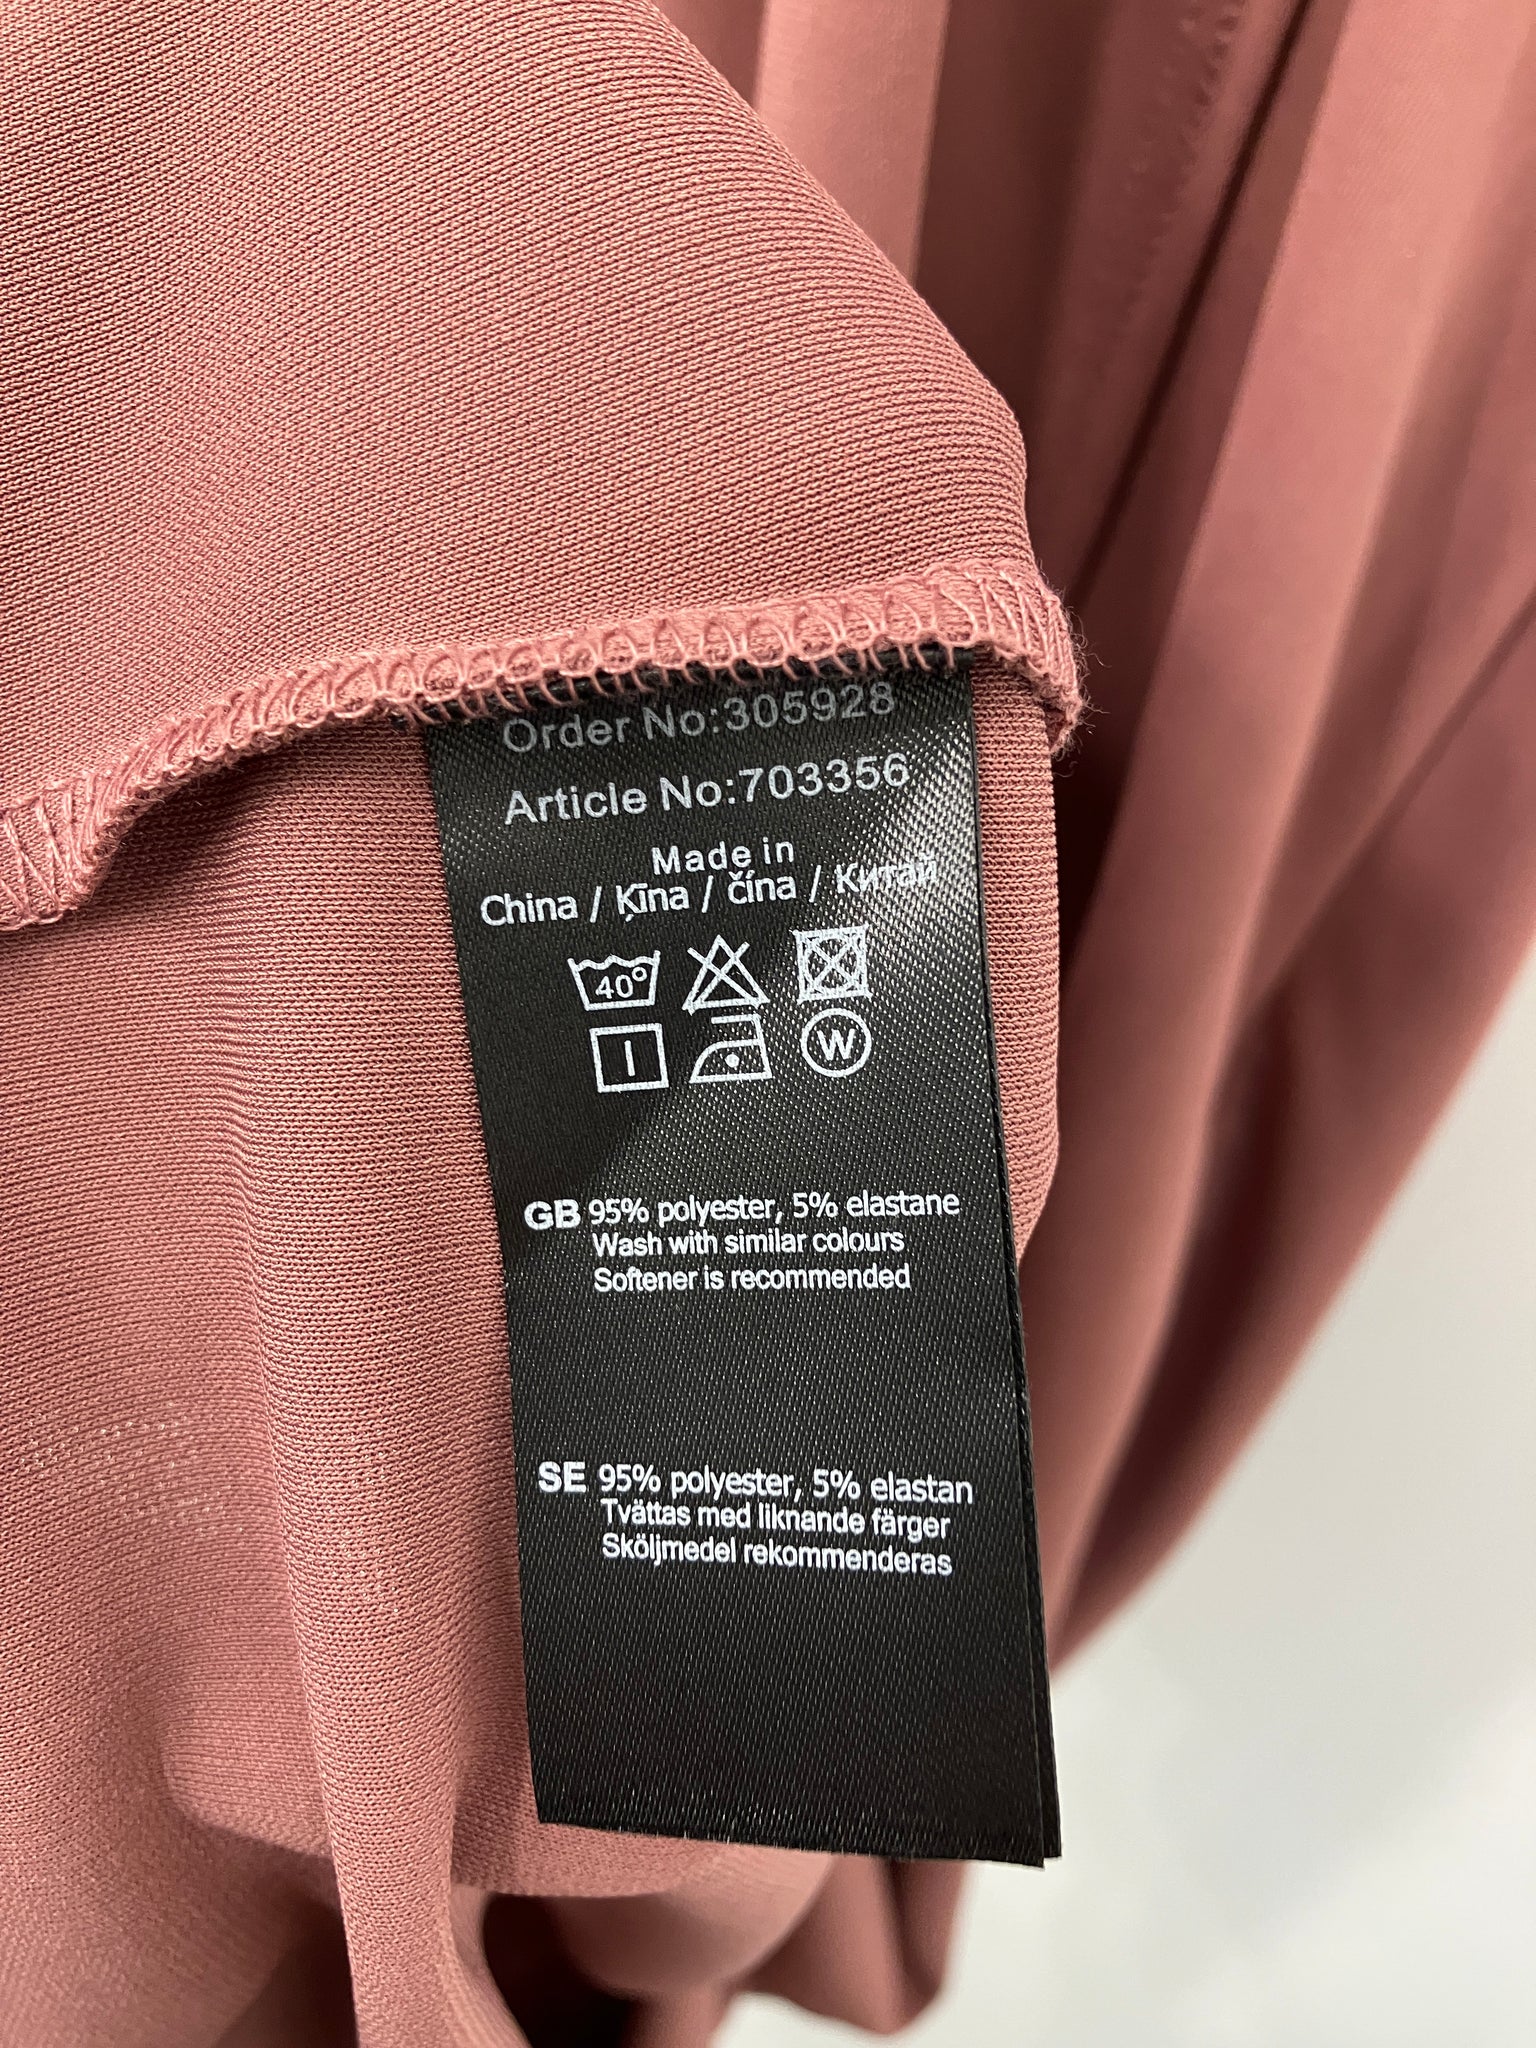 Order No:305928
Article No:703356
Made in
China / Ķīna / čína / Китай
40°
I
W
GB 95% polyester, 5% elastane
Wash with similar colours
Softener is recommended
SE 95% polyester, 5% elastan
Tvättas med liknande färger
Sköljmedel rekommenderas